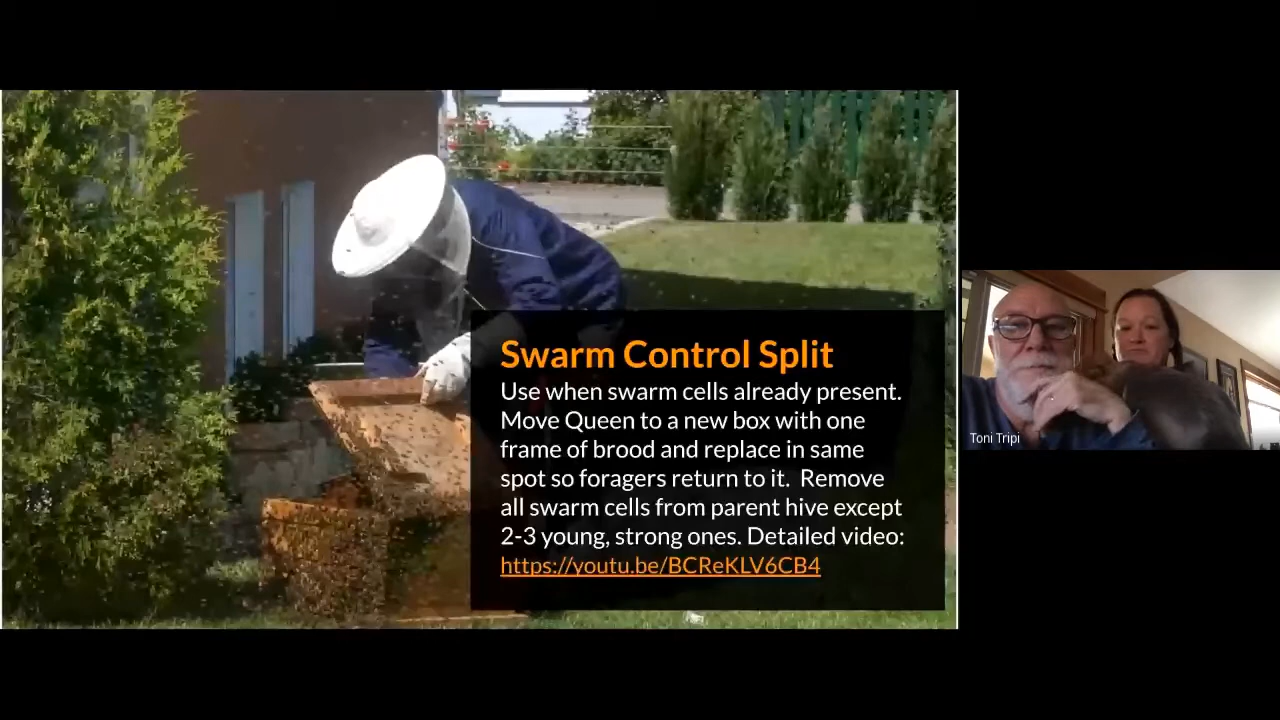 Swarm Control Split
Use when swarm cells already present.
Move Queen to a new box with one
frame of brood and replace in same
spot so foragers return to it.  Remove
all swarm cells from parent hive except
2-3 young, strong ones. Detailed video:
https://youtu.be/BCReKLV6CB4
Toni Tripi